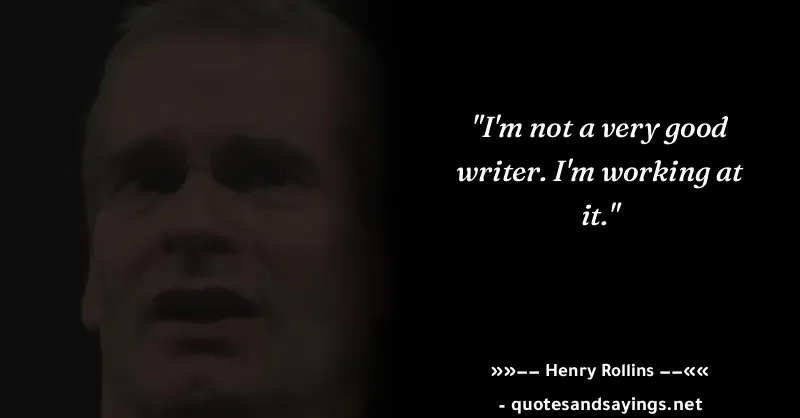 "I'm not a very good
writer. I'm working at
it."
»»−− Henry Rollins −−««
- quotesandsayings.net